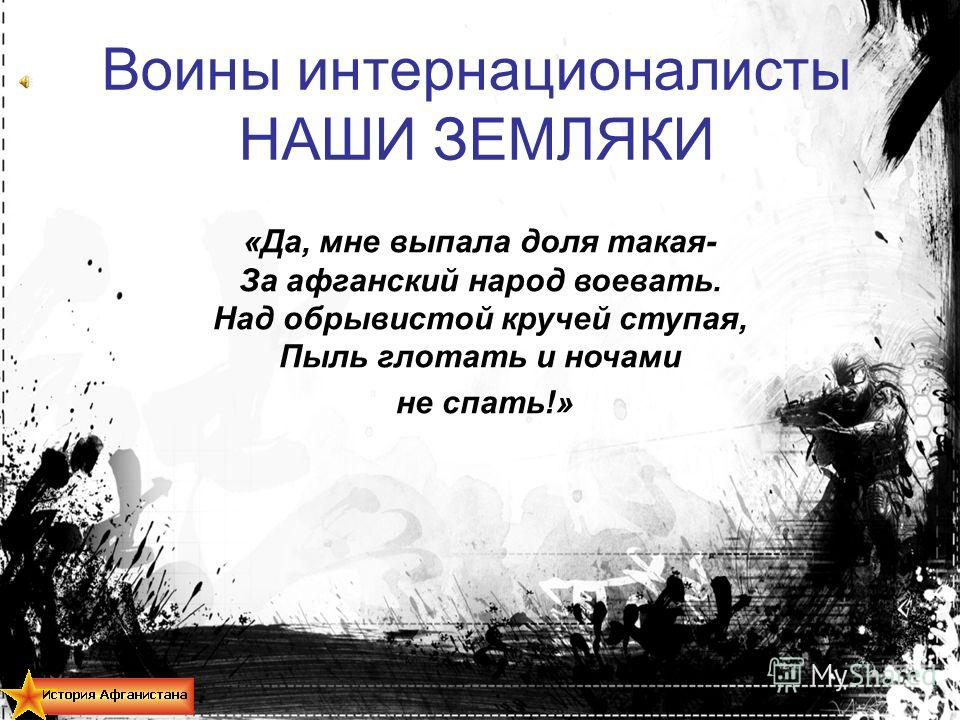 Воины интернационалисты
НАШИ ЗЕМЛЯКИ
«Да, мне выпала доля такая-
За афганский народ воевать.
Над обрывистой кручей ступая,
Пыль глотать и ночами
не спать!»
История Афганистана
MyShared